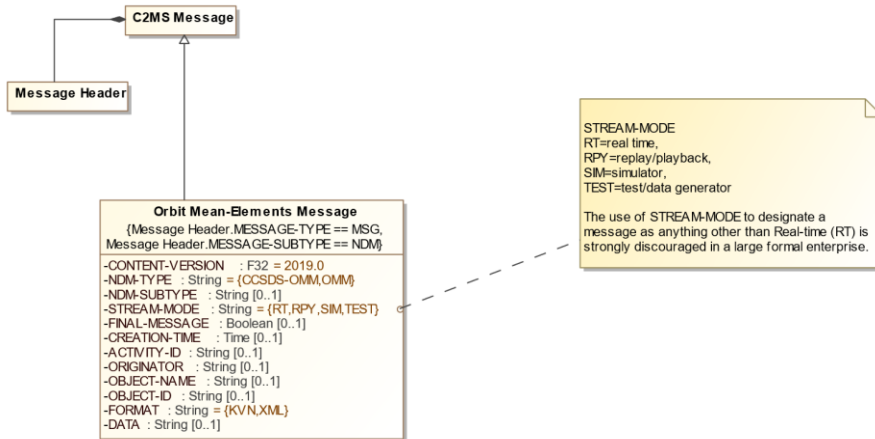 C2MS Message
Message Header
STREAM-MODE
RT=real time,
RPY=replay/playback,
SIM=simulator,
TEST=test/data generator
The use of STREAM-MODE to designate a
message as anything other than Real-time (RT) is
strongly discouraged in a large formal enterprise.
Orbit Mean-Elements Message
{Message Header.MESSAGE-TYPE == MSG,
Message Header.MESSAGE-SUBTYPE == NDM}
-CONTENT-VERSION : F32 = 2019.0
-NDM-TYPE : String = {CCSDS-OMM,OMM}
-NDM-SUBTYPE : String [0..1]
-STREAM-MODE : String = {RT,RPY,SIM,TEST}
-FINAL-MESSAGE : Boolean [0..1]
-CREATION-TIME : Time [0..1]
-ACTIVITY-ID : String [0..1]
-ORIGINATOR : String [0..1]
-OBJECT-NAME : String [0..1]
-OBJECT-ID : String [0..1]
-FORMAT : String = {KVN,XML}
-DATA : String [0..1]